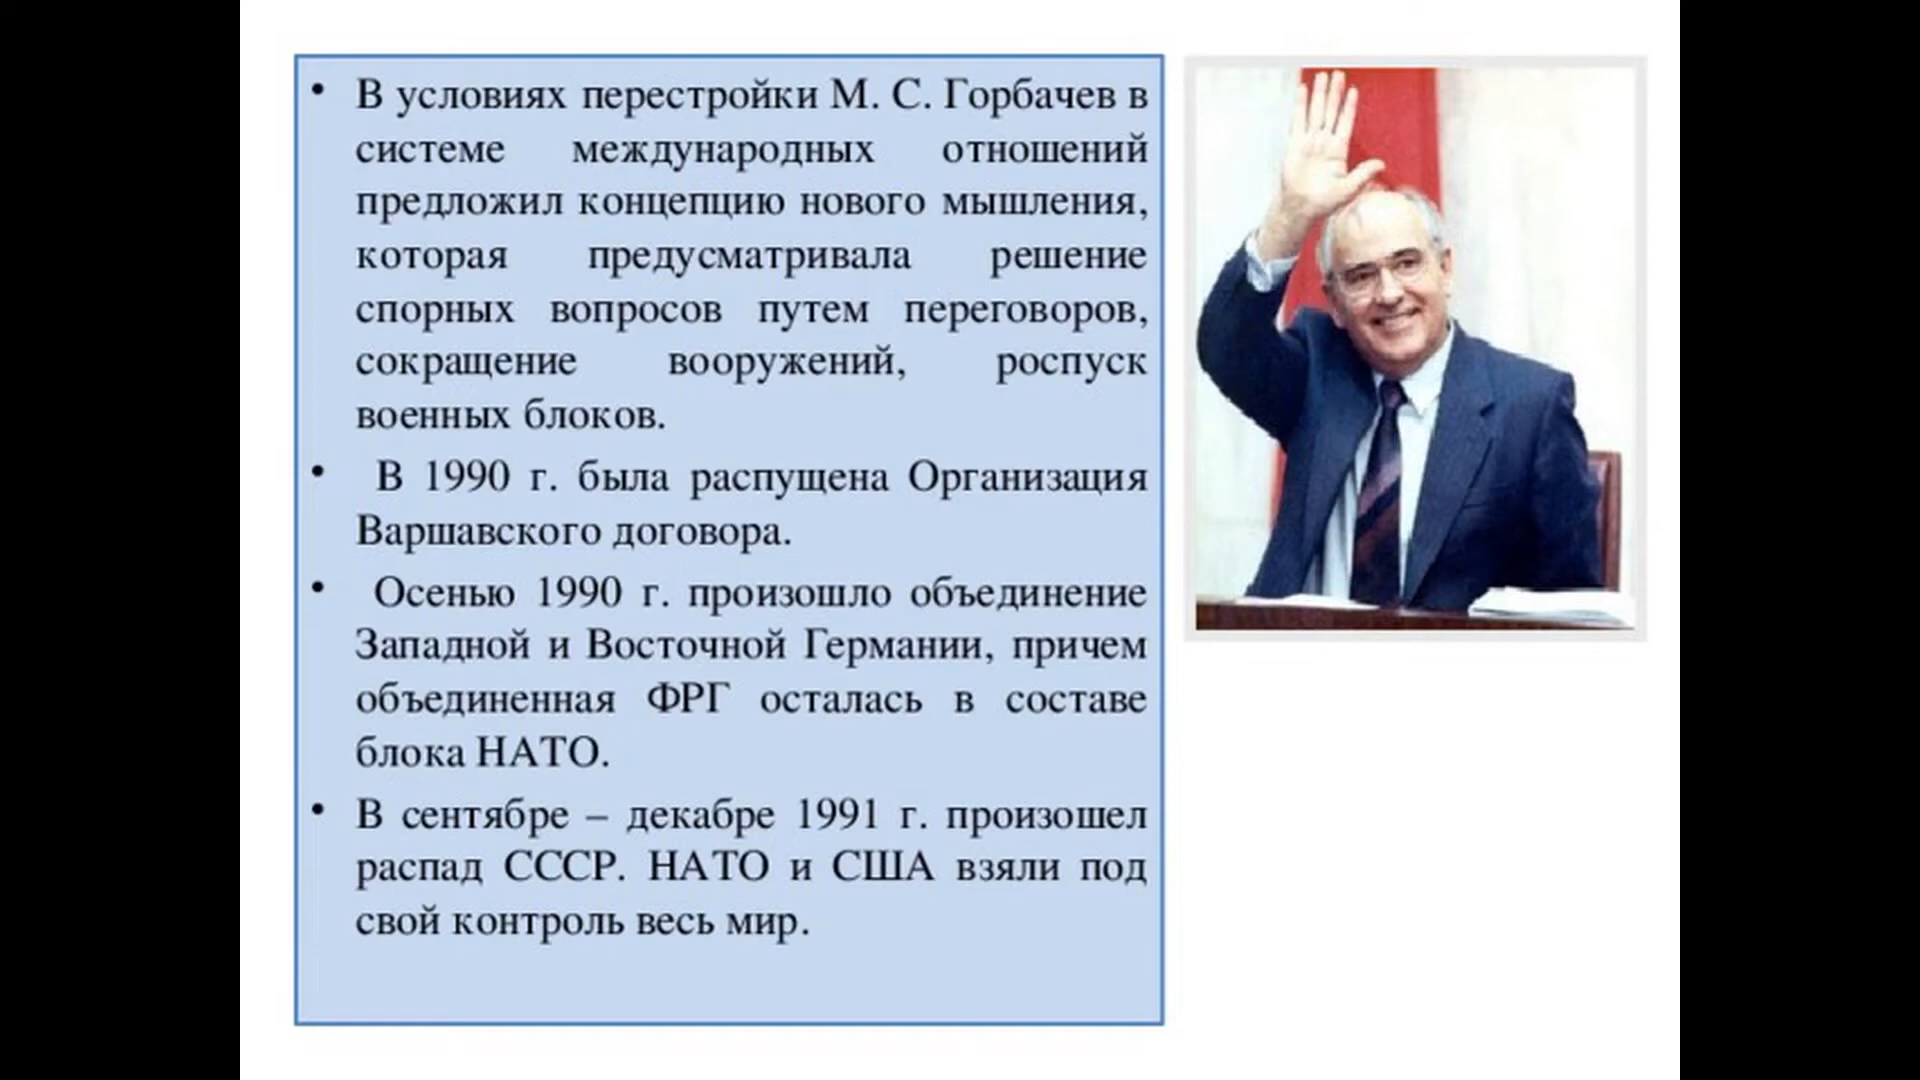 • В условиях перестройки М. С. Горбачев в
системе международных отношений
предложил концепцию нового мышления,
которая предусматривала решение
спорных вопросов путем переговоров,
сокращение вооружений, роспуск
военных блоков.
• В 1990 г. была распущена Организация
Варшавского договора.
• Осенью 1990 г. произошло объединение
Западной и Восточной Германии, причем
объединенная ФРГ осталась в составе
блока НАТО.
• В сентябре – декабре 1991 г. произошел
распад СССР. НАТО и США взяли под
свой контроль весь мир.